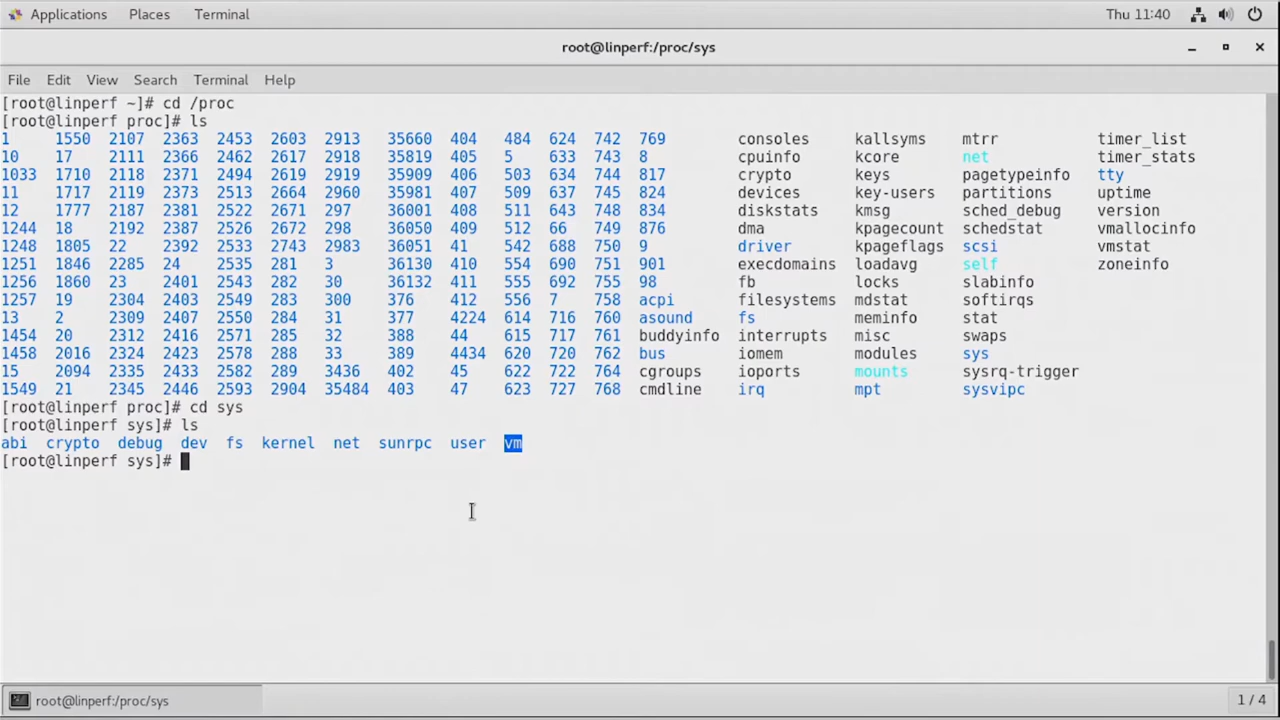 Applications Places Terminal Thu 11:40
root@linperf:/proc/sys
File Edit View Search Terminal Help
[root@linperf ~]# cd /proc
[root@linperf proc]# ls
1 1550 2107 2363 2453 2603 2913 35660 404 484 624 742 769 consoles kallsyms mtrr timer_list
10 17 2111 2366 2462 2617 2918 35819 405 5 633 743 8 cpuinfo kcore net timer_stats
1033 1710 2118 2371 2494 2619 2919 35909 406 503 634 744 817 crypto keys pagetypeinfo tty
11 1717 2119 2373 2513 2664 2960 35981 407 509 637 745 824 devices key-users partitions uptime
12 1777 2187 2381 2522 2671 297 36001 408 511 643 748 834 diskstats kmsg sched_debug version
1244 18 2192 2387 2526 2672 298 36050 409 512 66 749 876 dma kpagecount schedstat vmallocinfo
1248 1805 22 2392 2533 2743 2983 36051 41 542 688 750 9 driver kpageflags scsi vmstat
1251 1846 2285 24 2535 281 3 36130 410 554 690 751 901 execdomains loadavg self zoneinfo
1256 1860 23 2401 2543 282 30 36132 411 555 692 755 98 fb locks slabinfo
1257 19 2304 2403 2549 283 300 376 412 556 7 758 acpi filesystems mdstat softirqs
13 2 2309 2407 2550 284 31 377 4224 614 716 760 asound fs meminfo stat
1454 20 2312 2416 2571 285 32 388 44 615 717 761 buddyinfo interrupts misc swaps
1458 2016 2324 2423 2578 288 33 389 4434 620 720 762 bus iomem modules sys
15 2094 2335 2433 2582 289 3436 402 45 622 722 764 cgroups ioports mounts sysrq-trigger
1549 21 2345 2446 2593 2904 35484 403 47 623 727 768 cmdline irq mpt sysvipc
[root@linperf proc]# cd sys
[root@linperf sys]# ls
abi crypto debug dev fs kernel net sunrpc user vm
[root@linperf sys]#
root@linperf:/proc/sys 1 / 4